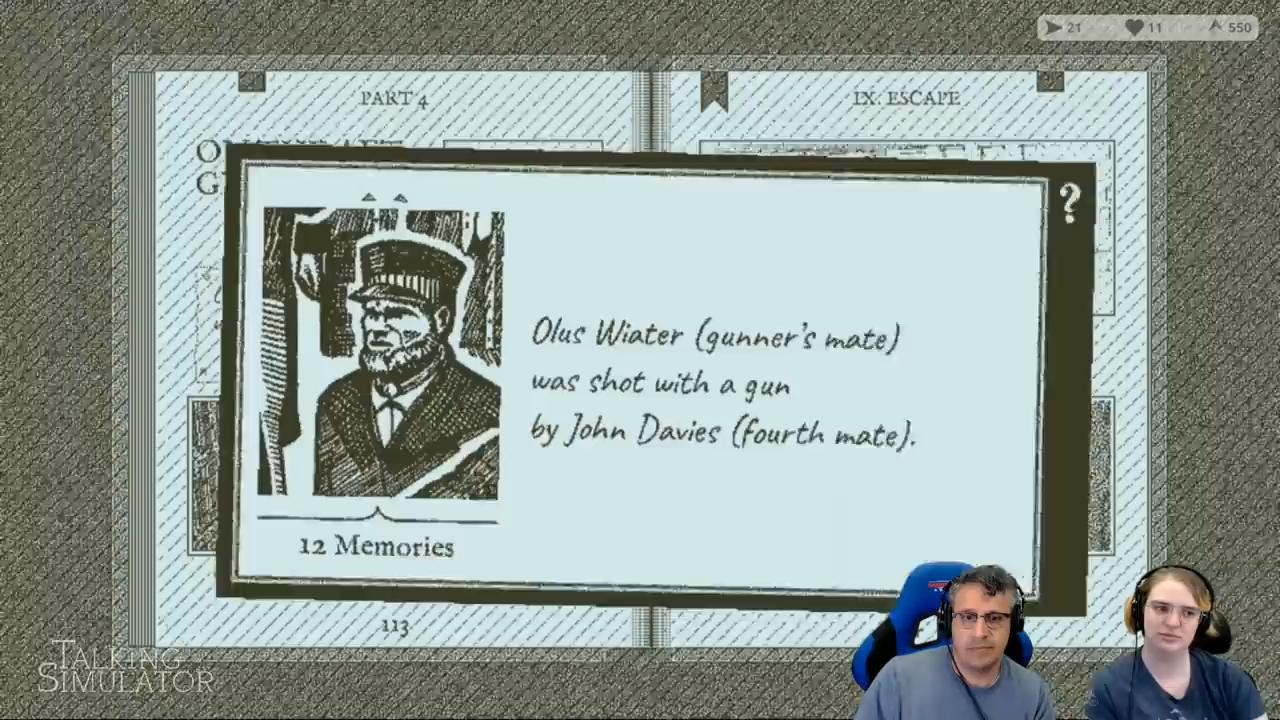 21 11 550
PART 4
IX: ESCAPE
O
G
?
Olus Wiater (gunner's mate)
was shot with a gun
by John Davies (fourth mate).
12 Memories
113
TALKING
SIMULATOR